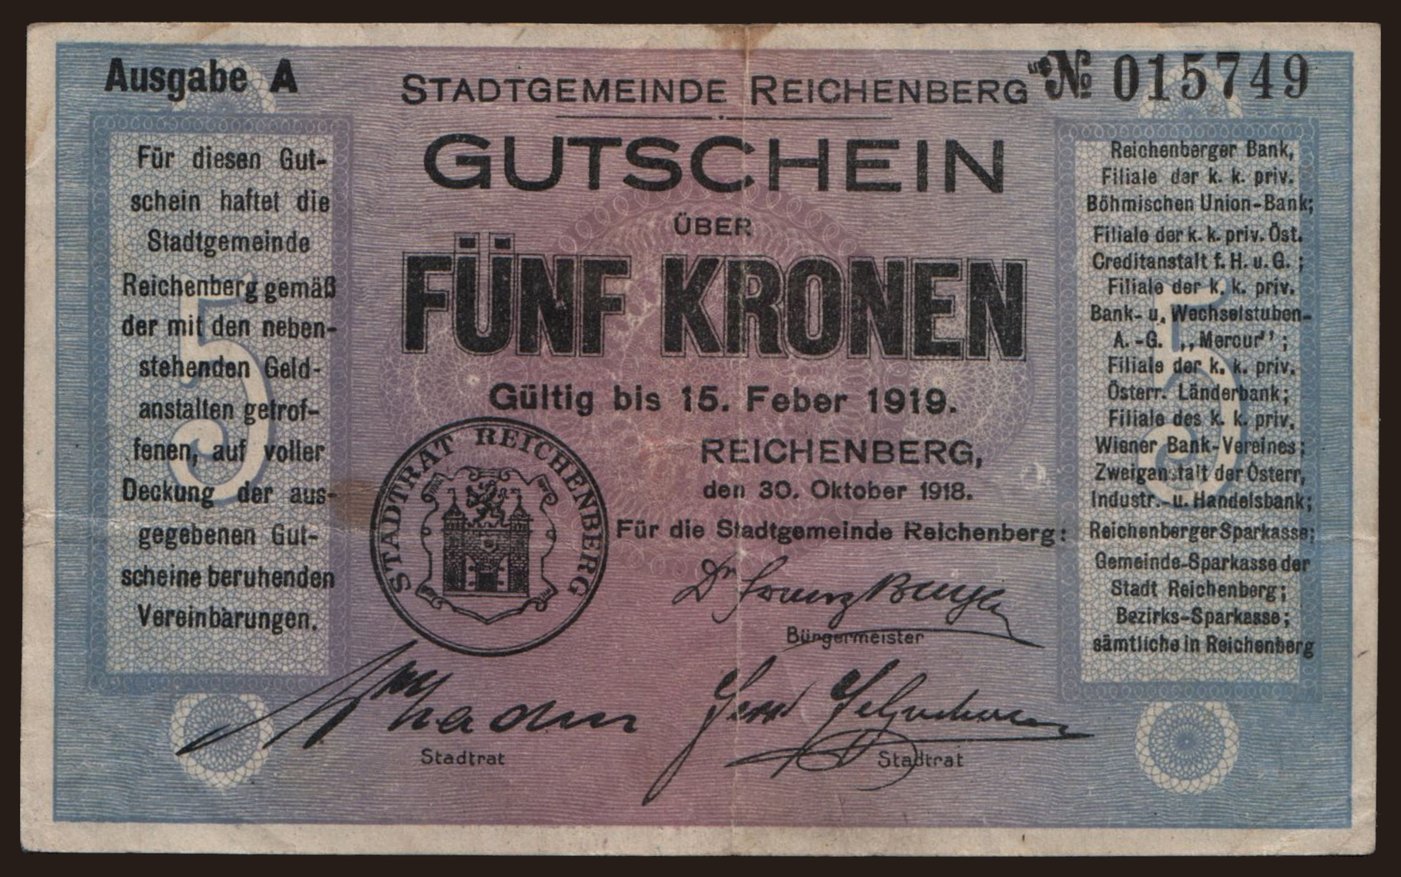 Ausgabe A
№ 015749
STADTGEMEINDE REICHENBERG
GUTSCHEIN
ÜBER
FÜNF KRONEN
Gültig bis 15. Feber 1919.
REICHENBERG,
den 30. Oktober 1918.
Für die Stadtgemeinde Reichenberg:
Bürgermeister
Stadtrat
Stadtrat
STADTRAT REICHENBERG
Für diesen Gut-
schein haftet die
Stadtgemeinde
Reichenberg gemäß
der mit den neben-
stehenden Geld-
anstalten getrof-
fenen, auf voller
Deckung der aus-
gegebenen Gut-
scheine beruhenden
Vereinbarungen.
5
Reichenberger Bank,
Filiale der k. k. priv.
Böhmischen Union-Bank;
Filiale der k. k. priv. Öst.
Creditanstalt f. H. u. G. ;
Filiale der k. k. priv.
Bank- u. Wechselstuben-
A.-G. „Mercur" ;
Filiale der k. k. priv.
Österr. Länderbank;
Filiale des k. k. priv.
Wiener Bank-Vereines;
Zweiganstalt der Österr,
Industr.- u. Handelsbank;
Reichenberger Sparkasse;
Gemeinde-Sparkasse der
Stadt Reichenberg;
Bezirks-Sparkasse;
sämtliche in Reichenberg
5